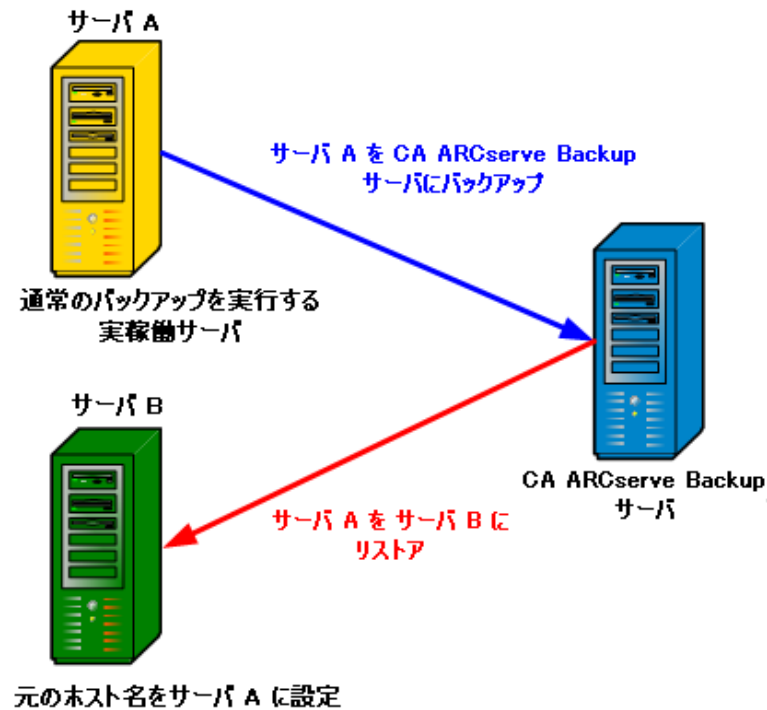 サーバ A
サーバ A を CA ARCserve Backup
サーバにバックアップ
通常のバックアップを実行する
実稼働サーバ
サーバ B
CA ARCserve Backup
サーバ
サーバ A を サーバ B に
リストア
元のホスト名をサーバ A に設定